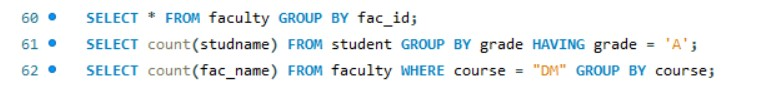 60 SELECT * FROM faculty GROUP BY fac_id;
61 SELECT count(studname) FROM student GROUP BY grade HAVING grade = 'A';
62 SELECT count(fac_name) FROM faculty WHERE course = "DM" GROUP BY course;